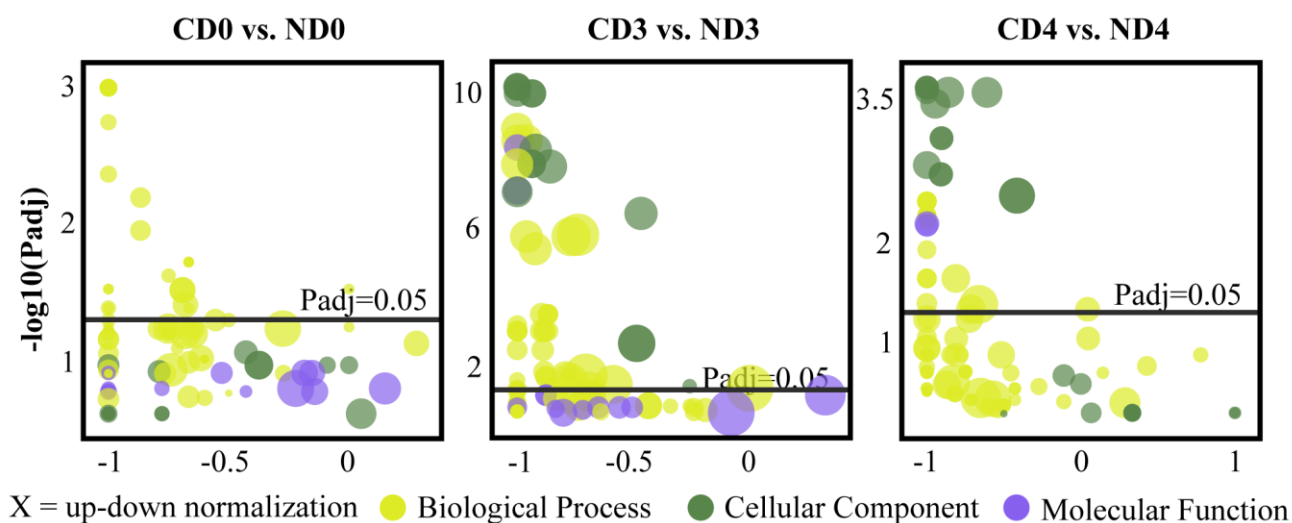 CD0 vs. ND0
CD3 vs. ND3
CD4 vs. ND4
-log10(Padj)
3
2
1
Padj=0.05
-1
-0.5
0
10
6
2
Padj=0.05
-1
-0.5
0
3.5
2
1
Padj=0.05
-1
0
1
X = up-down normalization
Biological Process
Cellular Component
Molecular Function